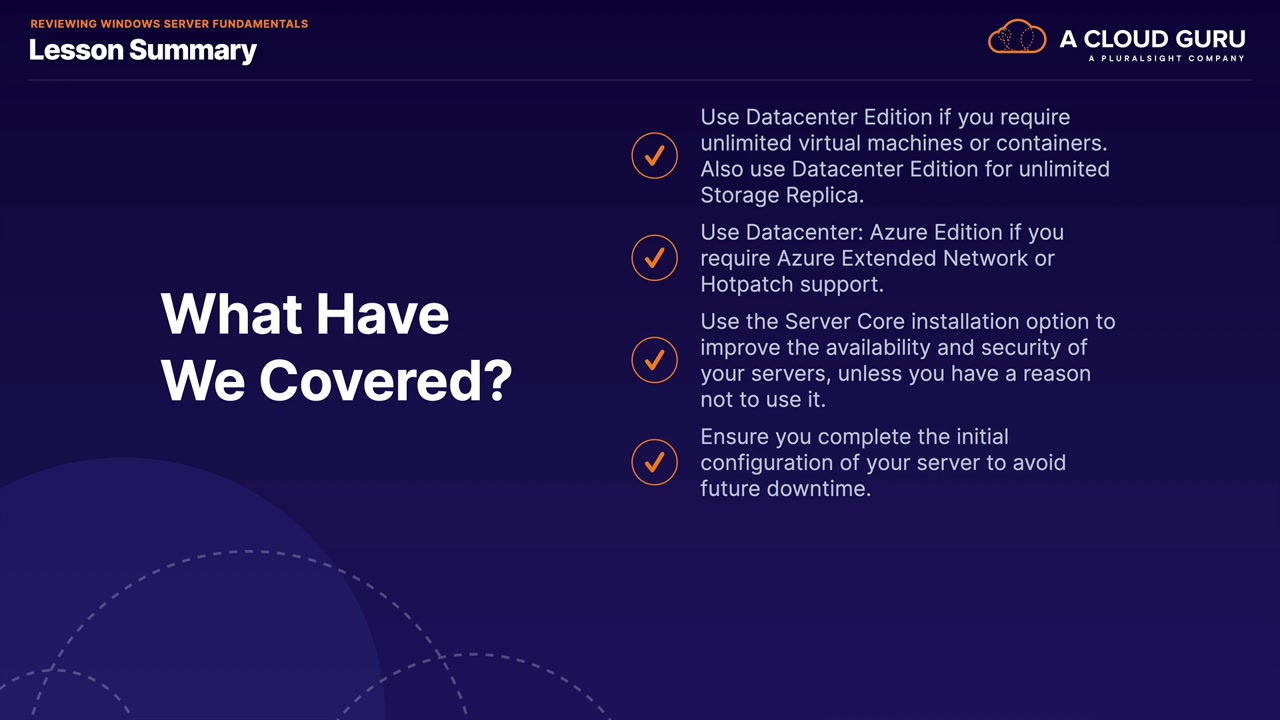 REVIEWING WINDOWS SERVER FUNDAMENTALS
Lesson Summary
A CLOUD GURU
A PLURALSIGHT COMPANY
What Have
We Covered?
Use Datacenter Edition if you require
unlimited virtual machines or containers.
Also use Datacenter Edition for unlimited
Storage Replica.
Use Datacenter: Azure Edition if you
require Azure Extended Network or
Hotpatch support.
Use the Server Core installation option to
improve the availability and security of
your servers, unless you have a reason
not to use it.
Ensure you complete the initial
configuration of your server to avoid
future downtime.